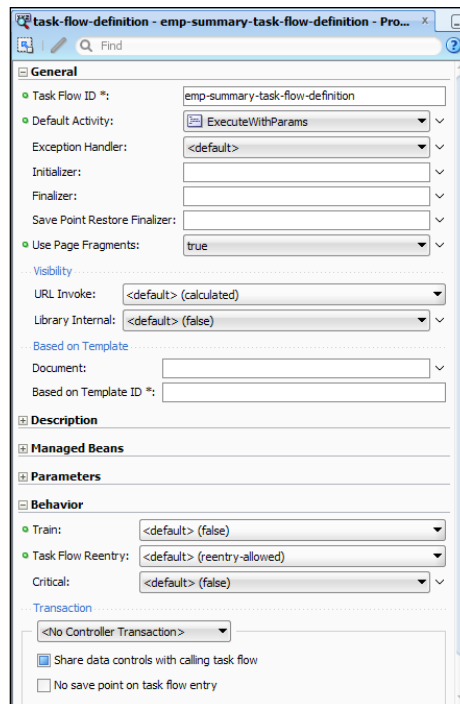 task-flow-definition - emp-summary-task-flow-definition - Pro... x
Find
General
Task Flow ID *: emp-summary-task-flow-definition
Default Activity: ExecuteWithParams
Exception Handler: <default>
Initializer:
Finalizer:
Save Point Restore Finalizer:
Use Page Fragments: true
Visibility
URL Invoke: <default> (calculated)
Library Internal: <default> (false)
Based on Template
Document:
Based on Template ID *:
Description
Managed Beans
Parameters
Behavior
Train: <default> (false)
Task Flow Reentry: <default> (reentry-allowed)
Critical: <default> (false)
Transaction
<No Controller Transaction>
Share data controls with calling task flow
No save point on task flow entry